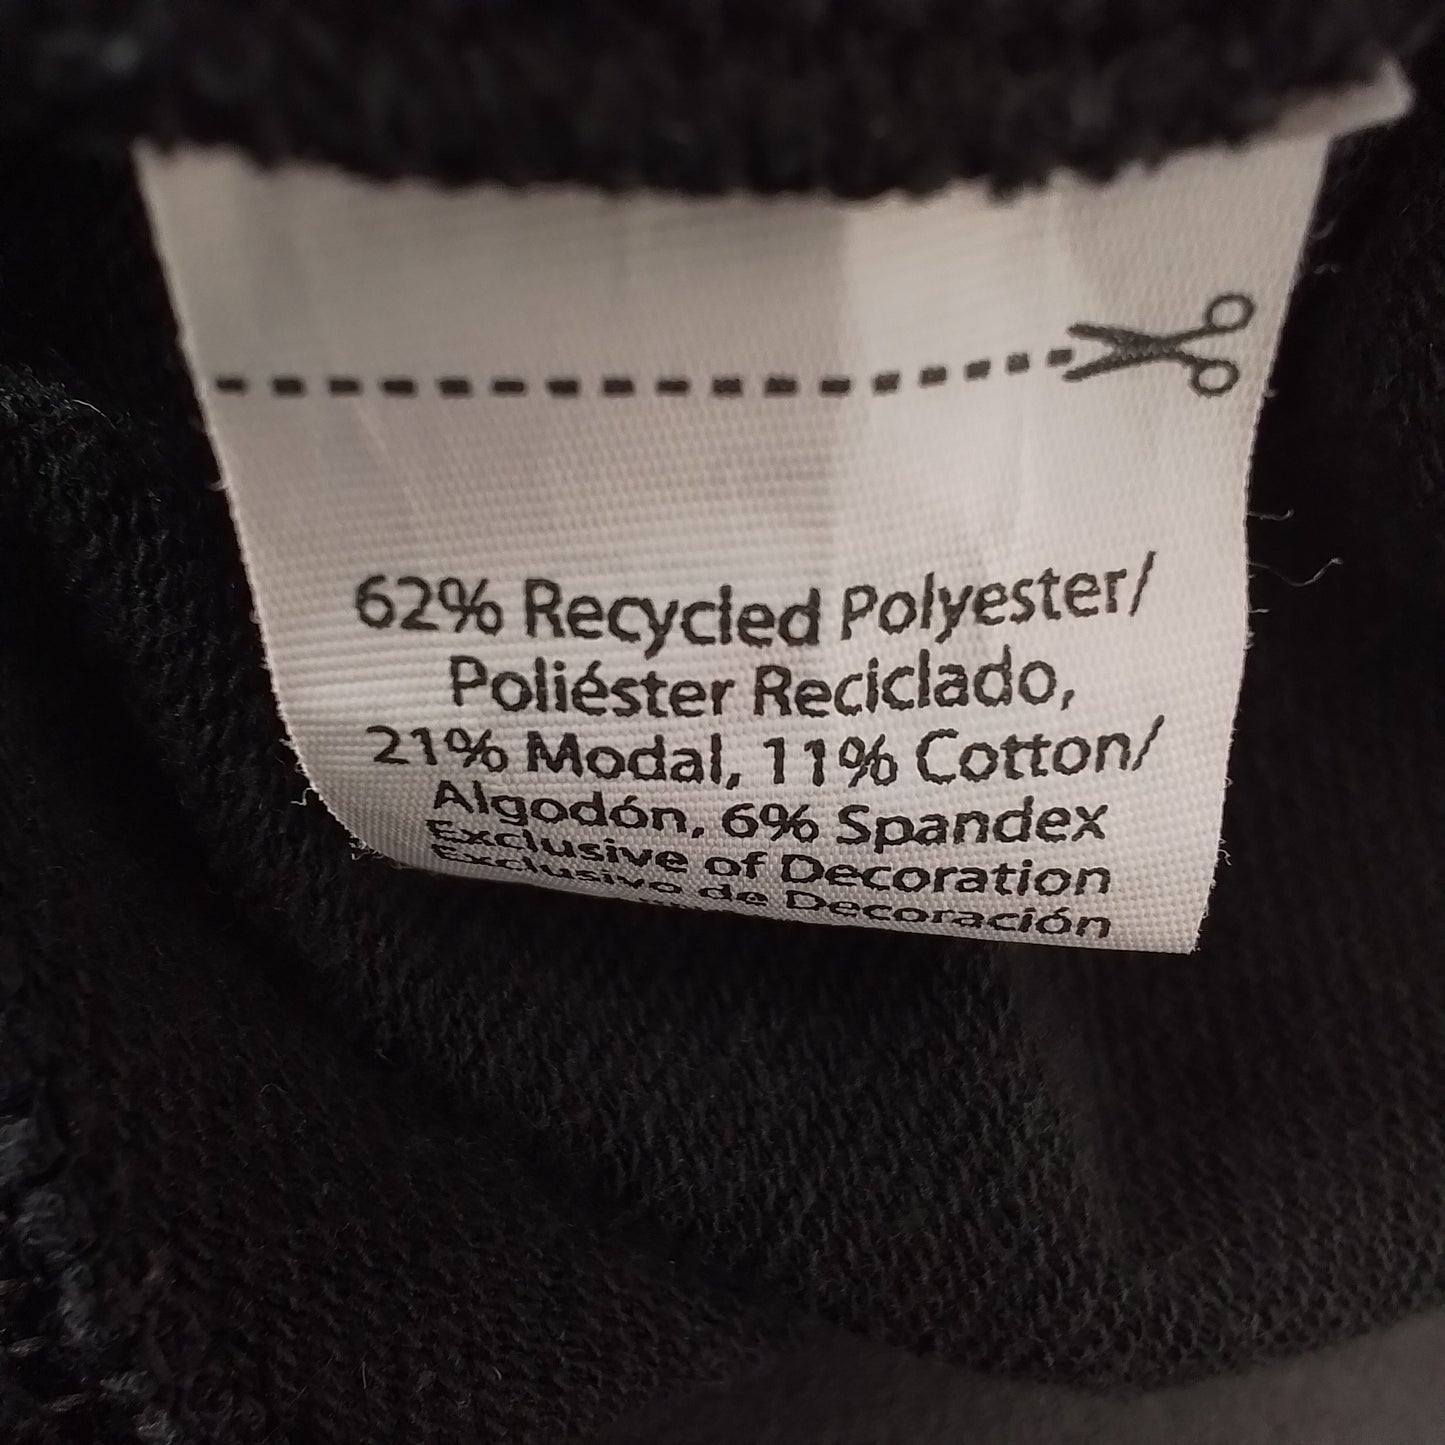 62% Recycled Polyester/
Poliéster Reciclado,
21% Modal, 11% Cotton/
Algodón, 6% Spandex
Exclusive of Decoration
Exclusivo de Decoración